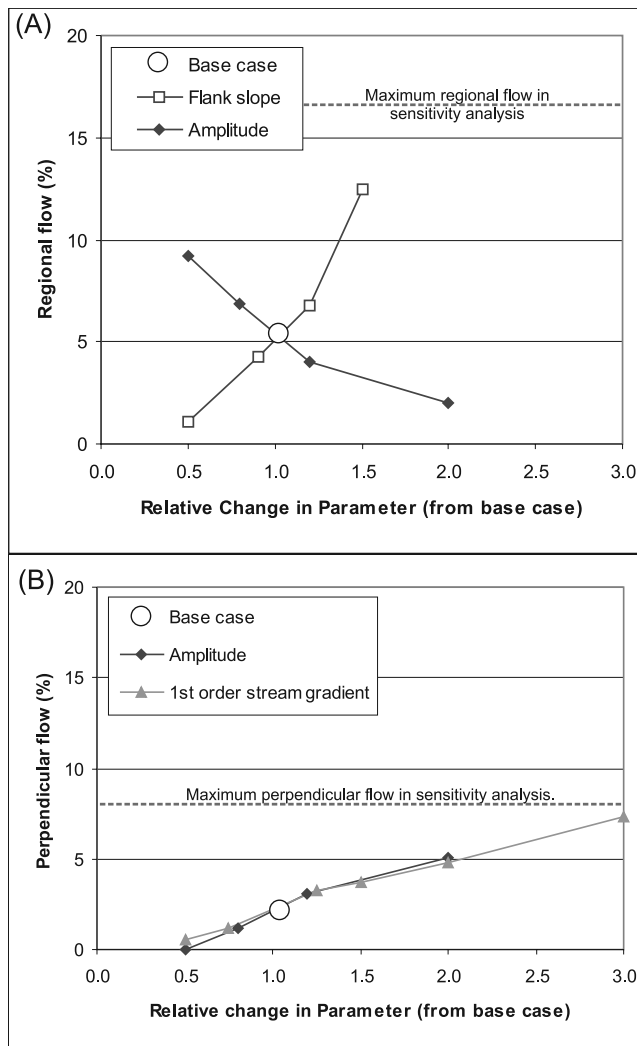 (A)
20
15
10
5
0
Regional flow (%)
Base case
Flank slope
Amplitude
Maximum regional flow in
sensitivity analysis
0.0 0.5 1.0 1.5 2.0 2.5 3.0
Relative Change in Parameter (from base case)
(B)
20
15
10
5
0
Perpendicular flow (%)
Base case
Amplitude
1st order stream gradient
Maximum perpendicular flow in sensitivity analysis.
0.0 0.5 1.0 1.5 2.0 2.5 3.0
Relative change in Parameter (from base case)